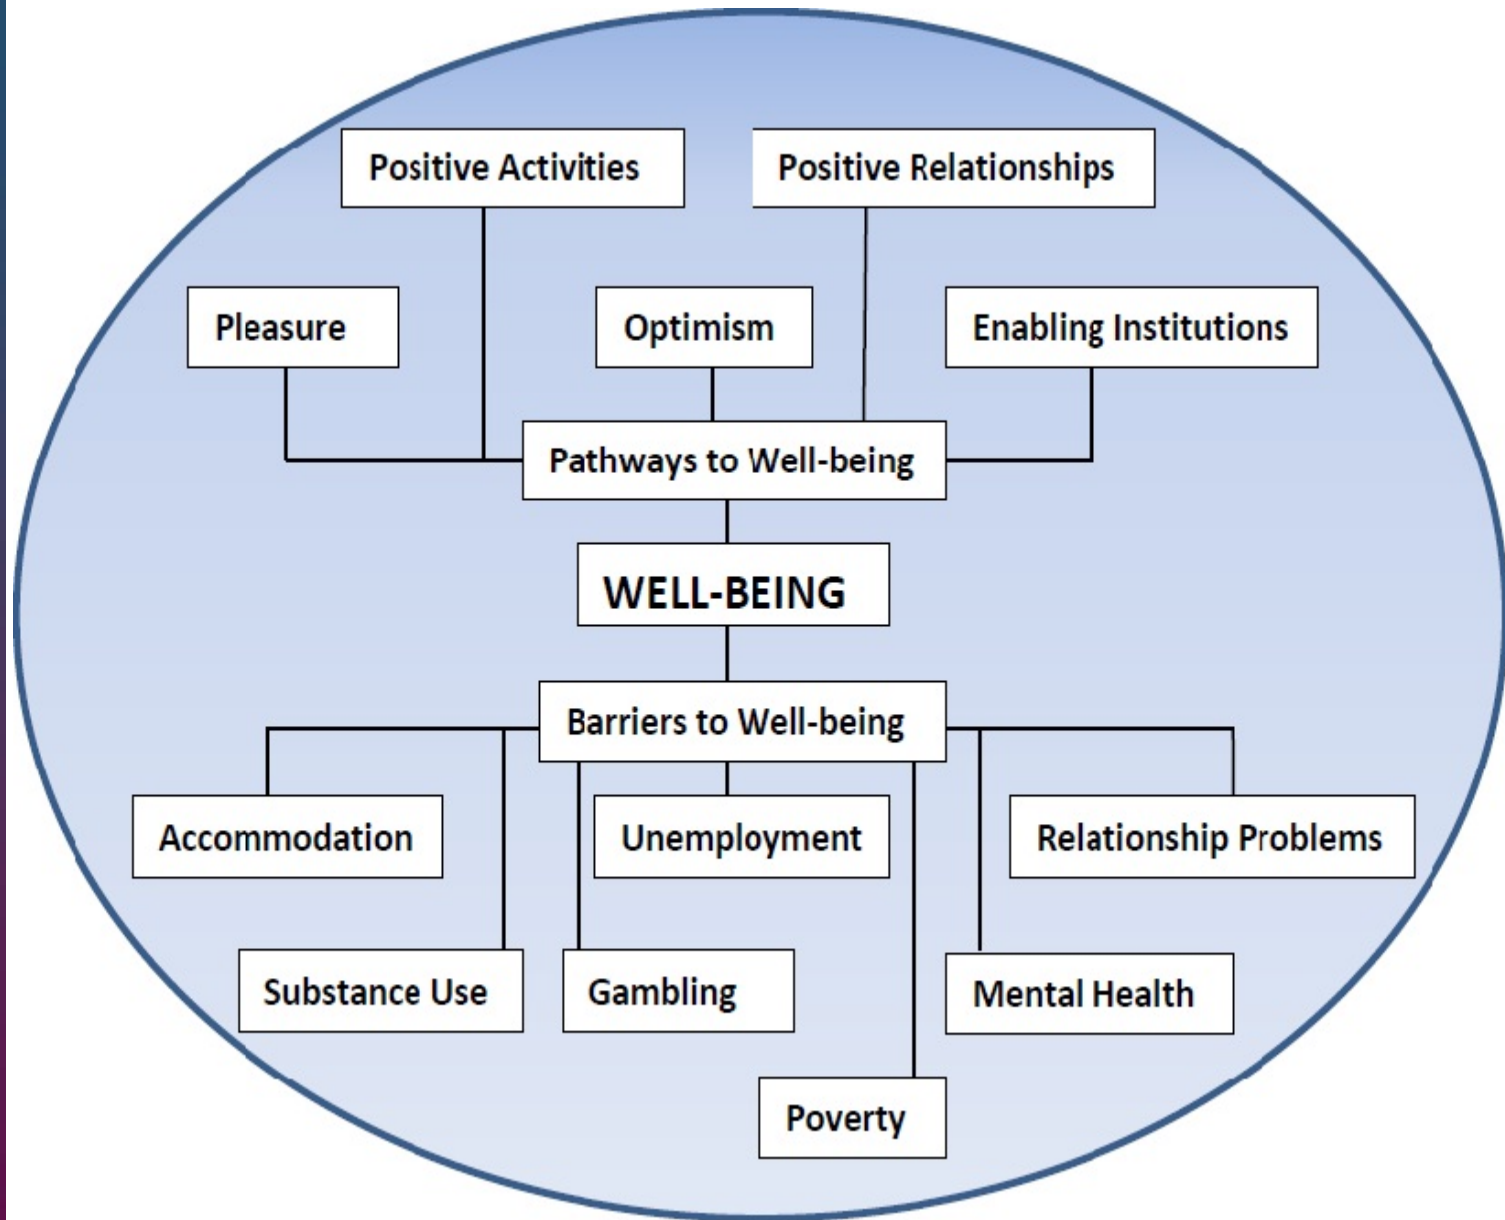 Positive Activities
Positive Relationships
Pleasure
Optimism
Enabling Institutions
Pathways to Well-being
WELL-BEING
Barriers to Well-being
Accommodation
Unemployment
Relationship Problems
Substance Use
Gambling
Mental Health
Poverty